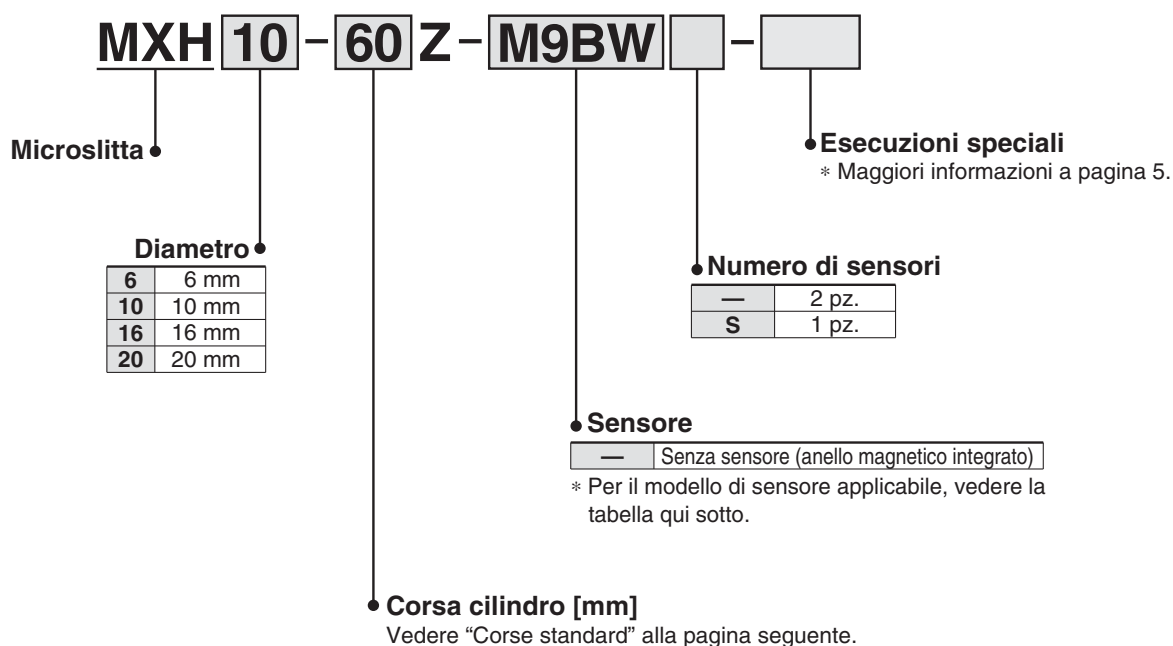 MXH 10 – 60 Z – M9BW –
Microslitta
Esecuzioni speciali
* Maggiori informazioni a pagina 5.
Diametro
6 6 mm
10 10 mm
16 16 mm
20 20 mm
Numero di sensori
— 2 pz.
S 1 pz.
Sensore
— Senza sensore (anello magnetico integrato)
* Per il modello di sensore applicabile, vedere la
tabella qui sotto.
Corsa cilindro [mm]
Vedere “Corse standard” alla pagina seguente.